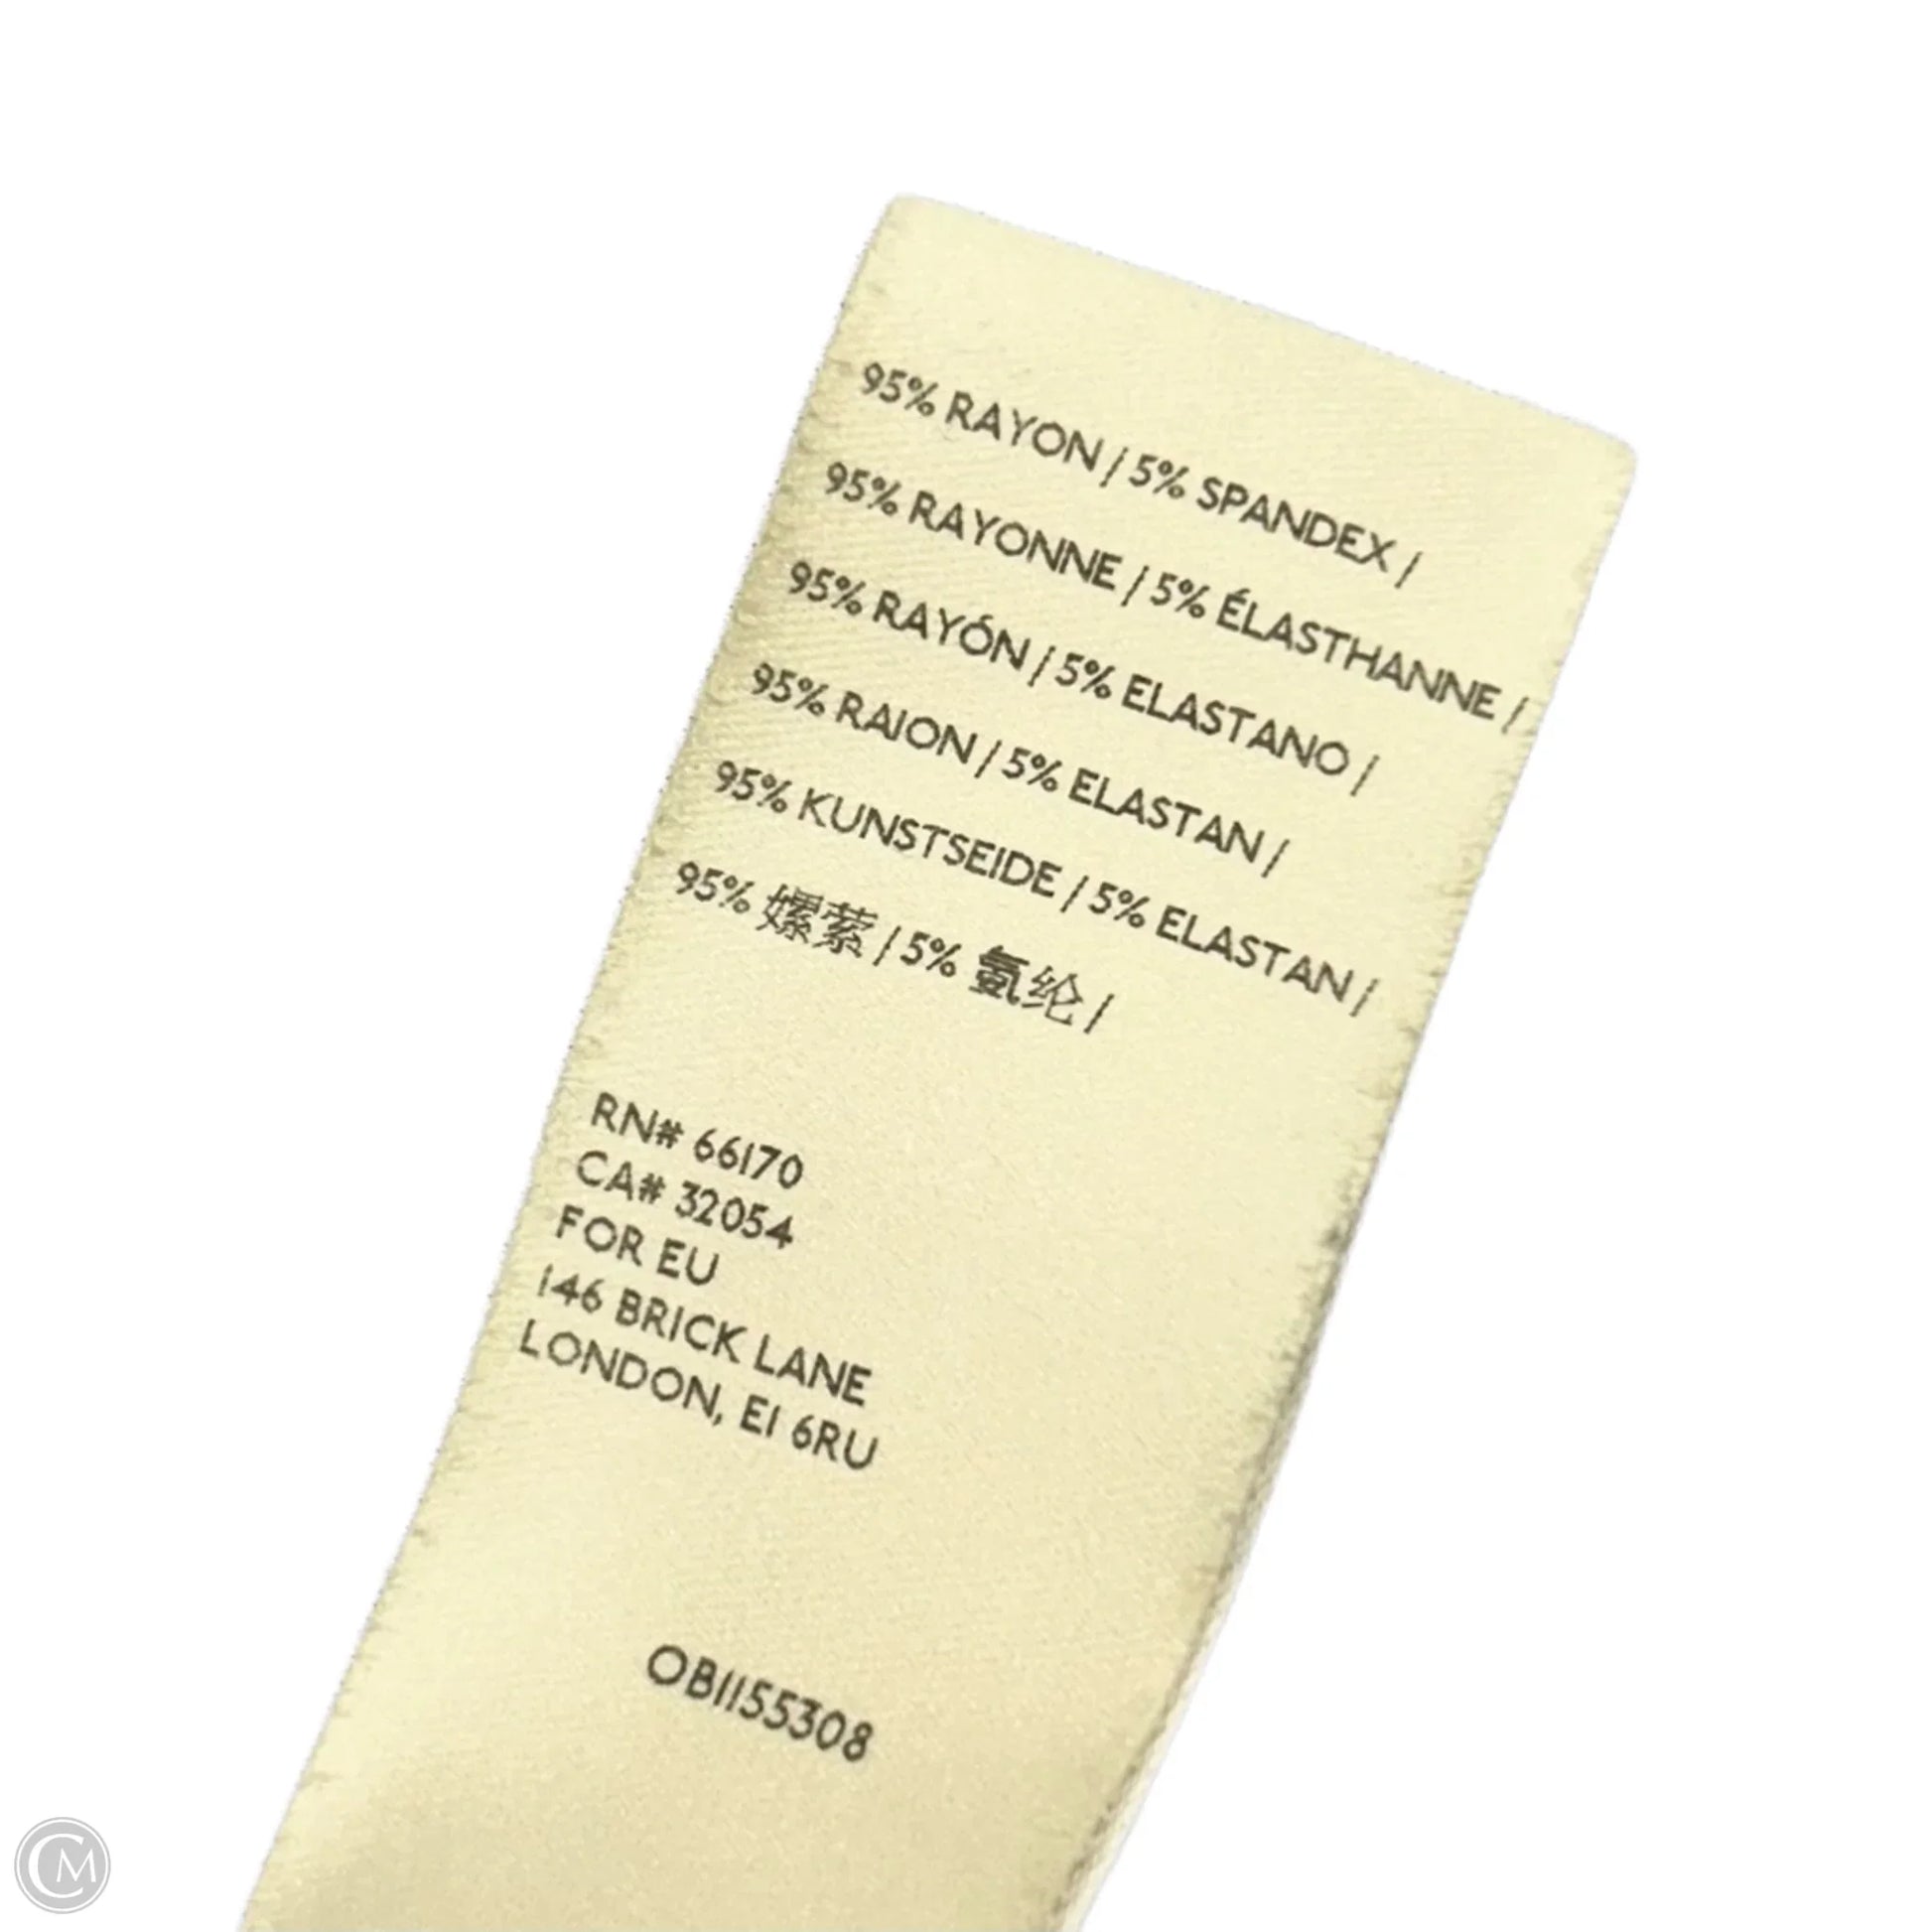 95% RAYON / 5% SPANDEX /
95% RAYONNE / 5% ÉLASTHANNE /
95% RAYÓN / 5% ELASTANO /
95% RAION / 5% ELASTAN /
95% KUNSTSEIDE / 5% ELASTAN /
95% 嫘萦 / 5% 氨纶 /
RN# 66170
CA# 32054
FOR EU
146 BRICK LANE
LONDON, E1 6RU
OB1155308
CM